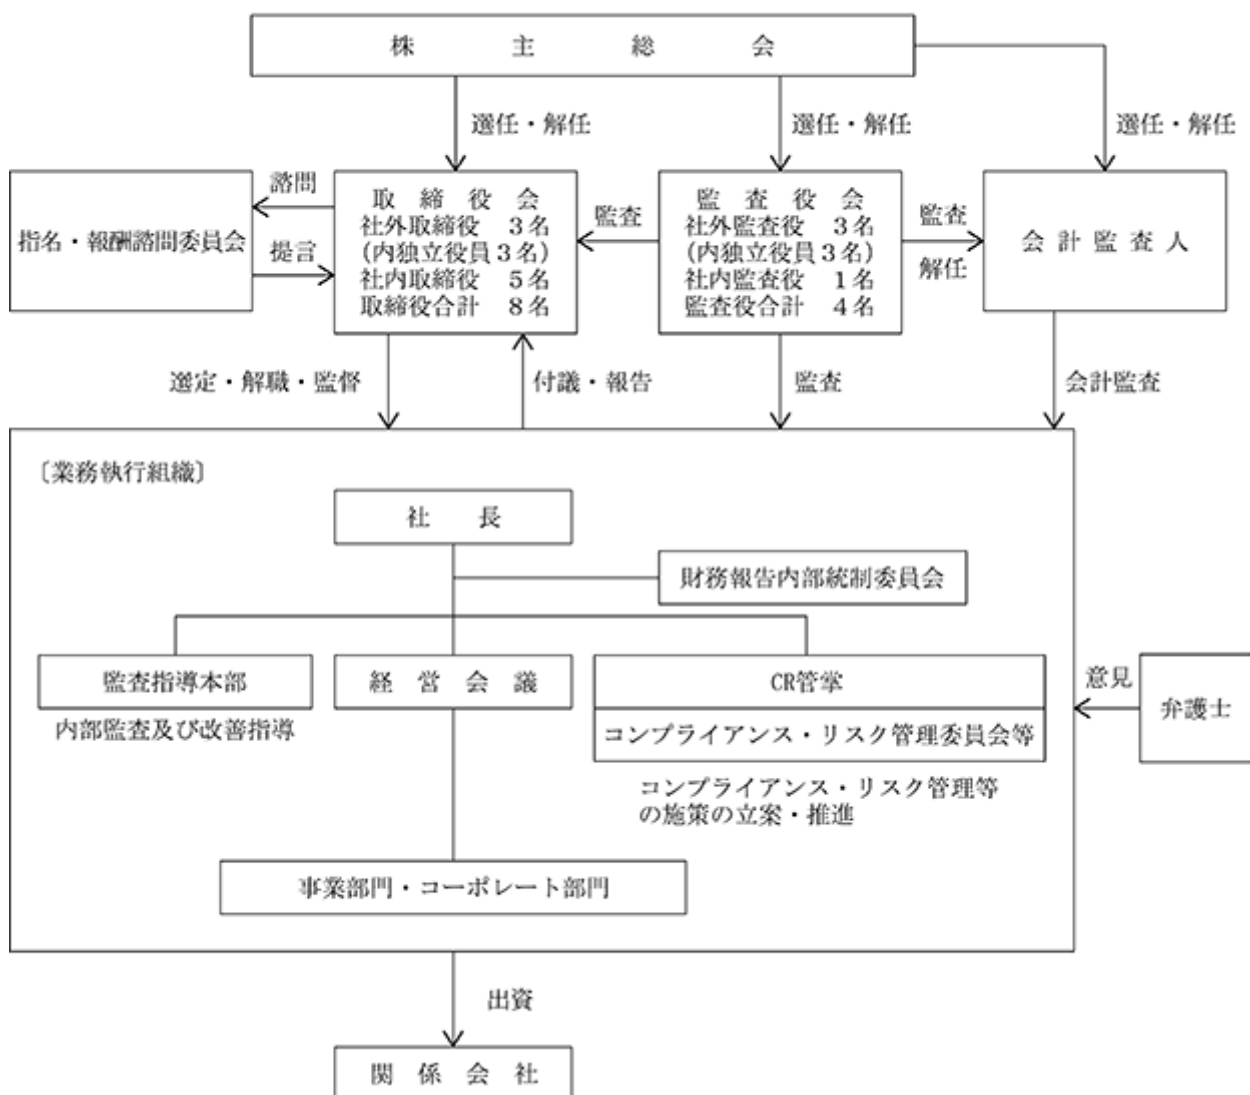 株主総会
選任・解任
選任・解任
選任・解任
諮問
指名・報酬諮問委員会
提言
取締役会
社外取締役 3名
(内独立役員3名)
社内取締役 5名
取締役合計 8名
監査
監査役会
社外監査役 3名
(内独立役員3名)
社内監査役 1名
監査役合計 4名
監査
解任
会計監査人
選定・解職・監督
付議・報告
監査
会計監査
〔業務執行組織〕
社長
財務報告内部統制委員会
監査指導本部
内部監査及び改善指導
経営会議
CR管掌
コンプライアンス・リスク管理委員会等
コンプライアンス・リスク管理等
の施策の立案・推進
意見
弁護士
事業部門・コーポレート部門
出資
関係会社